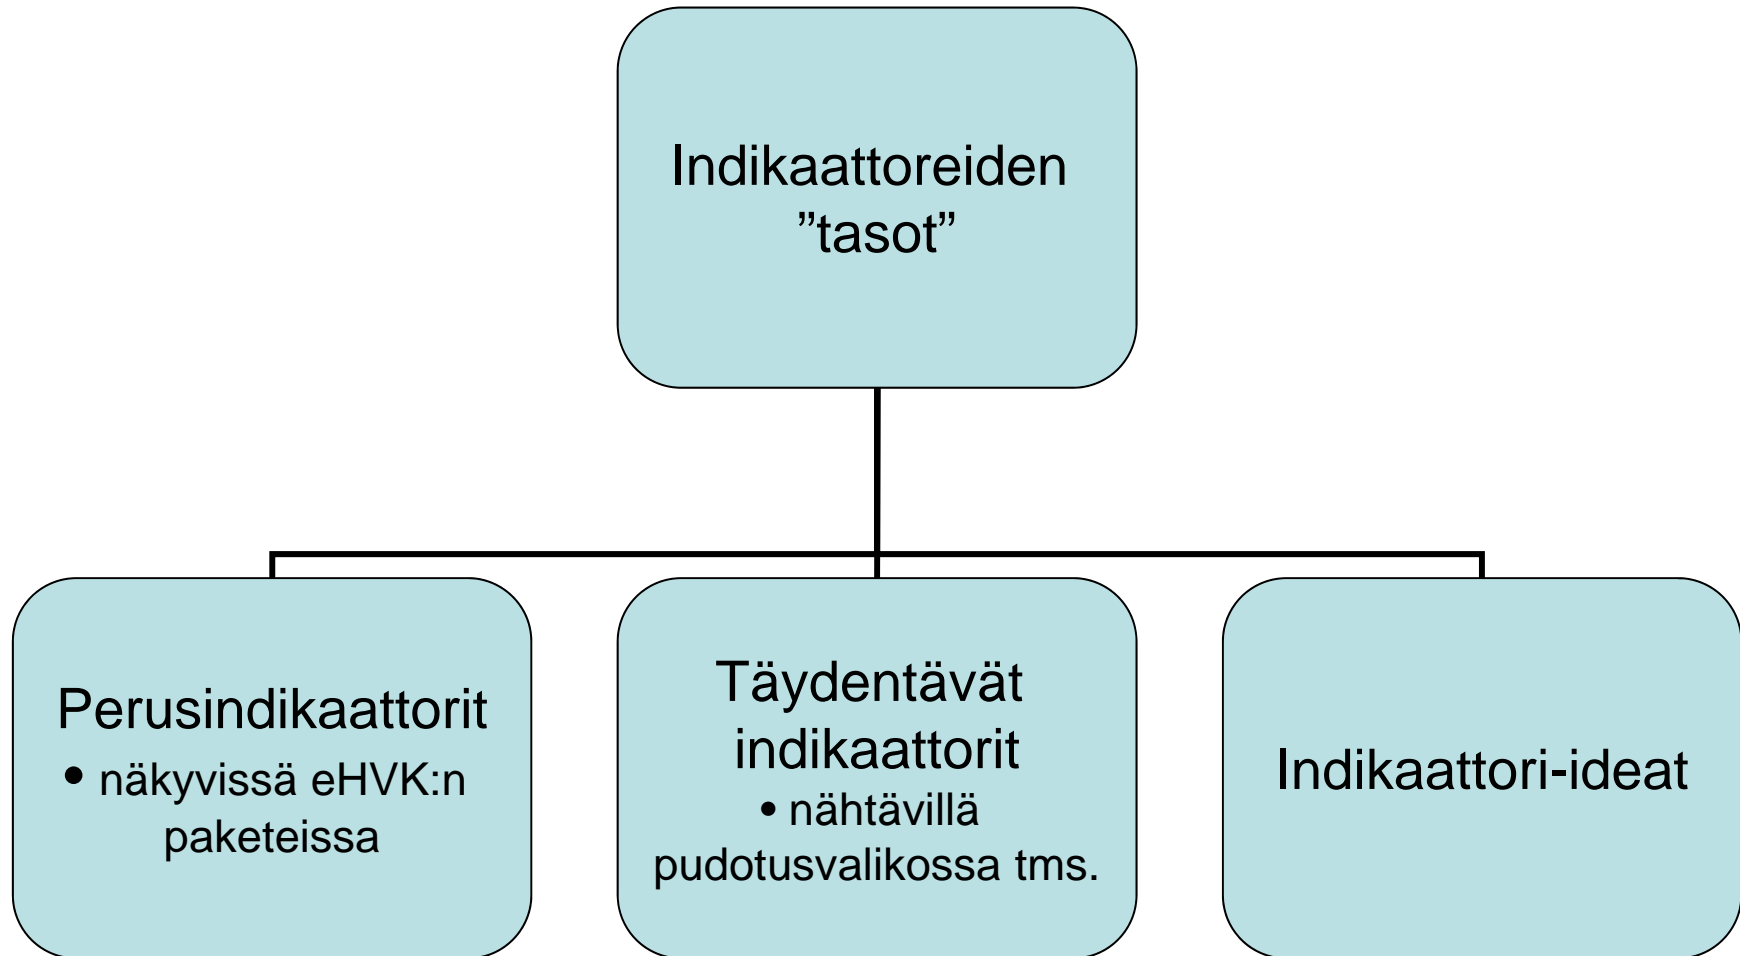 Indikaattoreiden
”tasot”
Perusindikaattorit
• näkyvissä eHVK:n
paketeissa
Täydentävät
indikaattorit
• nähtävillä
pudotusvalikossa tms.
Indikaattori-ideat